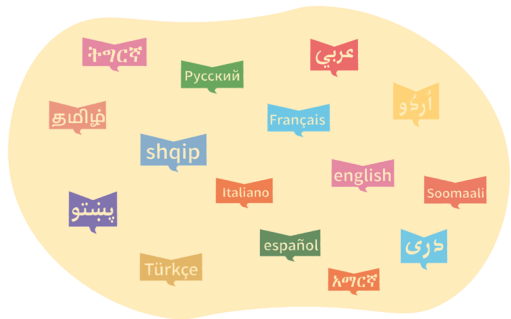 ትግርኛ
Русский
عربي
தமிழ்
Français
اُردُو
shqip
english
Italiano
Soomaali
پښتو
español
دری
Türkçe
አማርኛ